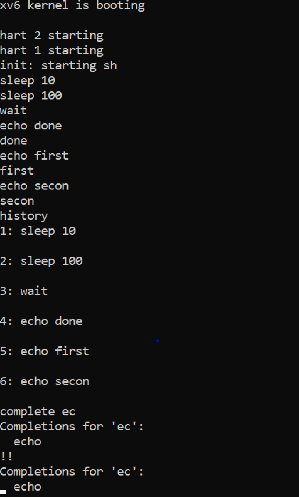 xv6 kernel is booting
hart 2 starting
hart 1 starting
init: starting sh
sleep 10
sleep 100
wait
echo done
done
echo first
first
echo secon
secon
history
1: sleep 10
2: sleep 100
3: wait
4: echo done
5: echo first
6: echo secon
complete ec
Completions for 'ec':
  echo
!!
Completions for 'ec':
  echo